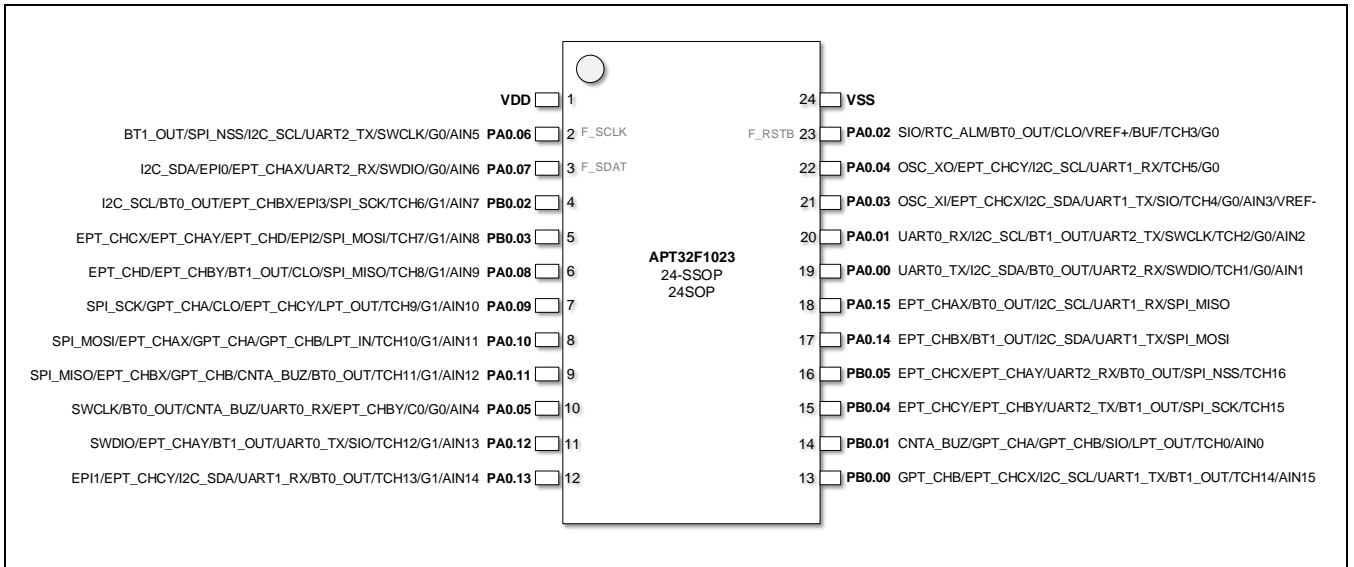 VDD 1 24 VSS
BT1_OUT/SPI_NSS/I2C_SCL/UART2_TX/SWCLK/G0/AIN5 PA0.06 2 F_SCLK F_RSTB 23 PA0.02 SIO/RTC_ALM/BT0_OUT/CLO/VREF+/BUF/TCH3/G0
I2C_SDA/EPI0/EPT_CHAX/UART2_RX/SWDIO/G0/AIN6 PA0.07 3 F_SDAT 22 PA0.04 OSC_XO/EPT_CHCY/I2C_SCL/UART1_RX/TCH5/G0
I2C_SCL/BT0_OUT/EPT_CHBX/EPI3/SPI_SCK/TCH6/G1/AIN7 PB0.02 4 21 PA0.03 OSC_XI/EPT_CHCX/I2C_SDA/UART1_TX/SIO/TCH4/G0/AIN3/VREF-
EPT_CHCX/EPT_CHAY/EPT_CHD/EPI2/SPI_MOSI/TCH7/G1/AIN8 PB0.03 5 20 PA0.01 UART0_RX/I2C_SCL/BT1_OUT/UART2_TX/SWCLK/TCH2/G0/AIN2
APT32F1023
EPT_CHD/EPT_CHBY/BT1_OUT/CLO/SPI_MISO/TCH8/G1/AIN9 PA0.08 6 24-SSOP 19 PA0.00 UART0_TX/I2C_SDA/BT0_OUT/UART2_RX/SWDIO/TCH1/G0/AIN1
24SOP
SPI_SCK/GPT_CHA/CLO/EPT_CHCY/LPT_OUT/TCH9/G1/AIN10 PA0.09 7 18 PA0.15 EPT_CHAX/BT0_OUT/I2C_SCL/UART1_RX/SPI_MISO
SPI_MOSI/EPT_CHAX/GPT_CHA/GPT_CHB/LPT_IN/TCH10/G1/AIN11 PA0.10 8 17 PA0.14 EPT_CHBX/BT1_OUT/I2C_SDA/UART1_TX/SPI_MOSI
SPI_MISO/EPT_CHBX/GPT_CHB/CNTA_BUZ/BT0_OUT/TCH11/G1/AIN12 PA0.11 9 16 PB0.05 EPT_CHCX/EPT_CHAY/UART2_RX/BT0_OUT/SPI_NSS/TCH16
SWCLK/BT0_OUT/CNTA_BUZ/UART0_RX/EPT_CHBY/C0/G0/AIN4 PA0.05 10 15 PB0.04 EPT_CHCY/EPT_CHBY/UART2_TX/BT1_OUT/SPI_SCK/TCH15
SWDIO/EPT_CHAY/BT1_OUT/UART0_TX/SIO/TCH12/G1/AIN13 PA0.12 11 14 PB0.01 CNTA_BUZ/GPT_CHA/GPT_CHB/SIO/LPT_OUT/TCH0/AIN0
EPI1/EPT_CHCY/I2C_SDA/UART1_RX/BT0_OUT/TCH13/G1/AIN14 PA0.13 12 13 PB0.00 GPT_CHB/EPT_CHCX/I2C_SCL/UART1_TX/BT1_OUT/TCH14/AIN15